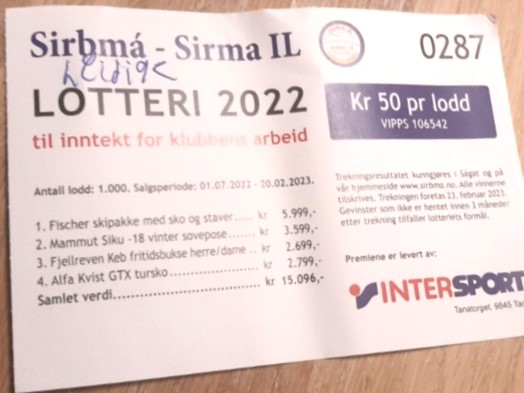 Sirbmá - Sirma IL
0287
LOTTERI 2022
til inntekt for klubbens arbeid
Kr 50 pr lodd
VIPPS 106542
Antall lodd: 1.000. Salgsperiode: 01.07.2022 - 20.02.2023.
1. Fischer skipakke med sko og staver..... kr 5.999,-
2. Mammut Siku -18 vinter sovepose..... kr 3.599,-
3. Fjellreven Keb fritidsbukse herre/dame .. kr 2.699,-
4. Alfa Kvist GTX tursko..................... kr 2.799,-
Samlet verdi.................................. kr 15.096,-
Trekningsresultatet kunngjøres i Ságat og på
vår hjemmeside www.sirbma.no. Alle vinnerne
tilskrives. Trekningen foretas 23. februar 2023.
Gevinster som ikke er hentet innen 3 måneder
etter trekning tilfaller lotteriets formål.
Premiene er levert av:
INTERSPORT
Tanatorget, 9845